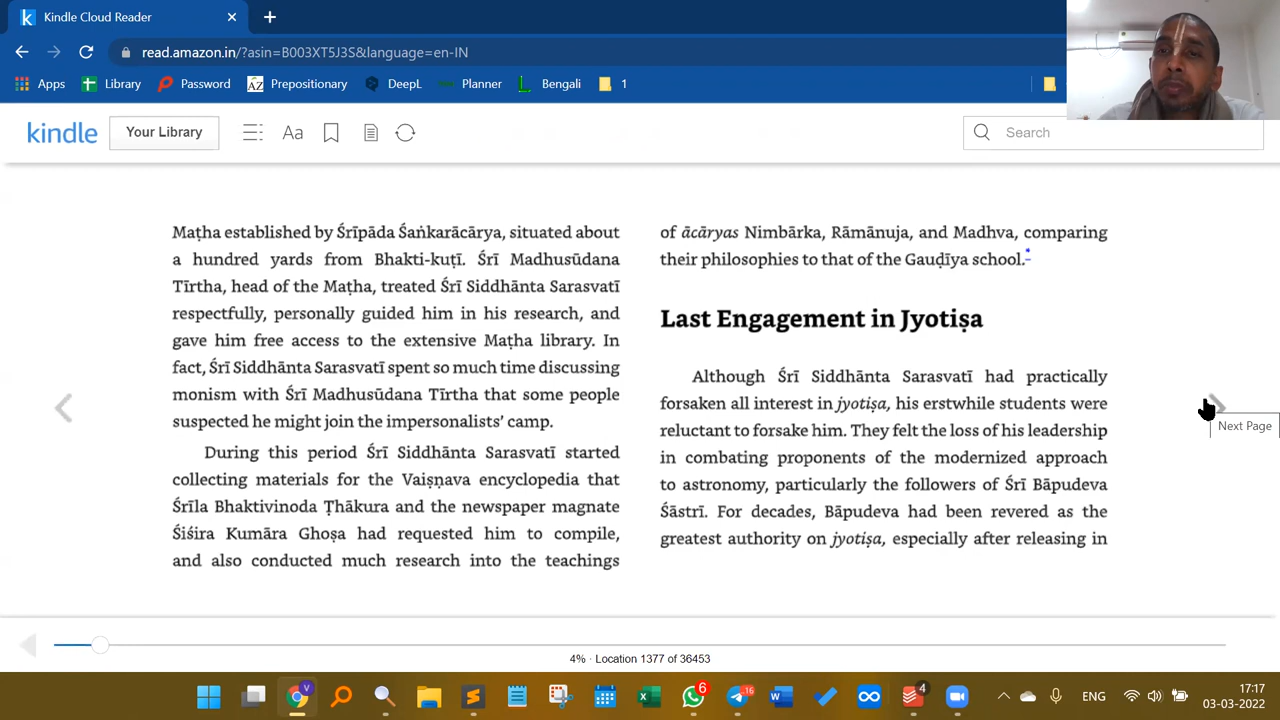 Kindle Cloud Reader
read.amazon.in/?asin=B003XT5J3S&language=en-IN
Apps Library Password AZ Prepositionary DeepL Planner Bengali 1
kindle Your Library Aa Search
Maṭha established by Śrīpāda Śaṅkarācārya, situated about
a hundred yards from Bhakti-kuṭī. Śrī Madhusūdana
Tīrtha, head of the Maṭha, treated Śrī Siddhānta Sarasvatī
respectfully, personally guided him in his research, and
gave him free access to the extensive Maṭha library. In
fact, Śrī Siddhānta Sarasvatī spent so much time discussing
monism with Śrī Madhusūdana Tīrtha that some people
suspected he might join the impersonalists’ camp.
During this period Śrī Siddhānta Sarasvatī started
collecting materials for the Vaiṣṇava encyclopedia that
Śrīla Bhaktivinoda Ṭhākura and the newspaper magnate
Śiśira Kumāra Ghoṣa had requested him to compile,
and also conducted much research into the teachings
of ācāryas Nimbārka, Rāmānuja, and Madhva, comparing
their philosophies to that of the Gauḍīya school.*
Last Engagement in Jyotiṣa
Although Śrī Siddhānta Sarasvatī had practically
forsaken all interest in jyotiṣa, his erstwhile students were
reluctant to forsake him. They felt the loss of his leadership
in combating proponents of the modernized approach
to astronomy, particularly the followers of Śrī Bāpudeva
Śāstrī. For decades, Bāpudeva had been revered as the
greatest authority on jyotiṣa, especially after releasing in
Next Page
4% · Location 1377 of 36453
V 6 16 4 ENG 17:17
03-03-2022